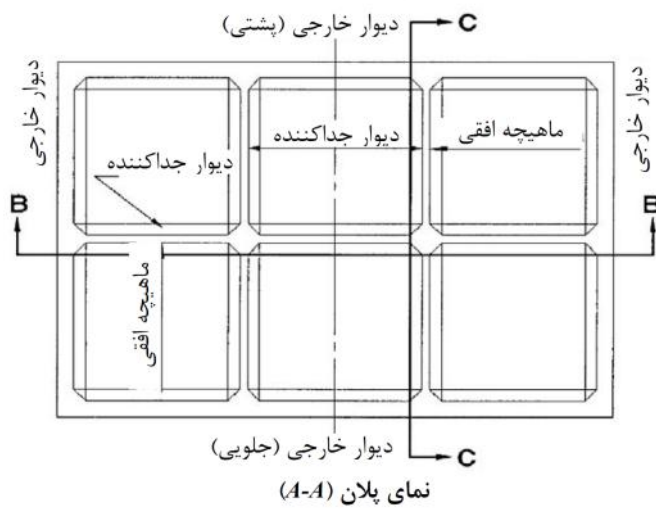 دیوار خارجی (پشتی)
C
دیوار خارجی
دیوار خارجی
دیوار جداکننده
ماهیچه افقی
دیوار جداکننده
B
B
ماهیچه افقی
دیوار خارجی (جلویی)
C
نمای پلان (A-A)